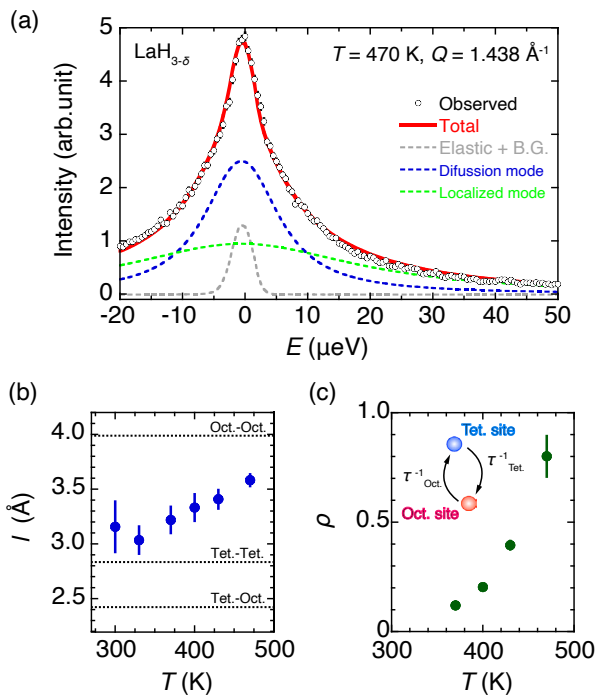 (a)
LaH3-δ
T = 470 K, Q = 1.438 Å-1
Observed
Total
Elastic + B.G.
Difussion mode
Localized mode
Intensity (arb.unit)
5
4
3
2
1
0
-20 -10 0 10 20 30 40 50
E (μeV)
(b)
4.0
3.5
3.0
2.5
Oct.-Oct.
Tet.-Tet.
Tet.-Oct.
l (Å)
300 400 500
T (K)
(c)
1.0
0.5
0
ρ
Tet. site
τ-1Oct.
τ-1Tet.
Oct. site
300 400 500
T (K)